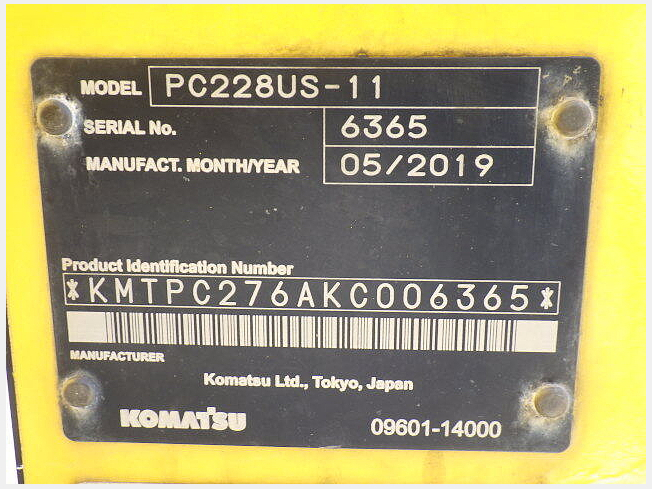 MODEL PC228US-11
SERIAL No. 6365
MANUFACT. MONTH/YEAR 05/2019
Product Identification Number
*KMTPC276AKC006365*
MANUFACTURER
Komatsu Ltd., Tokyo, Japan
KOMATSU 09601-14000